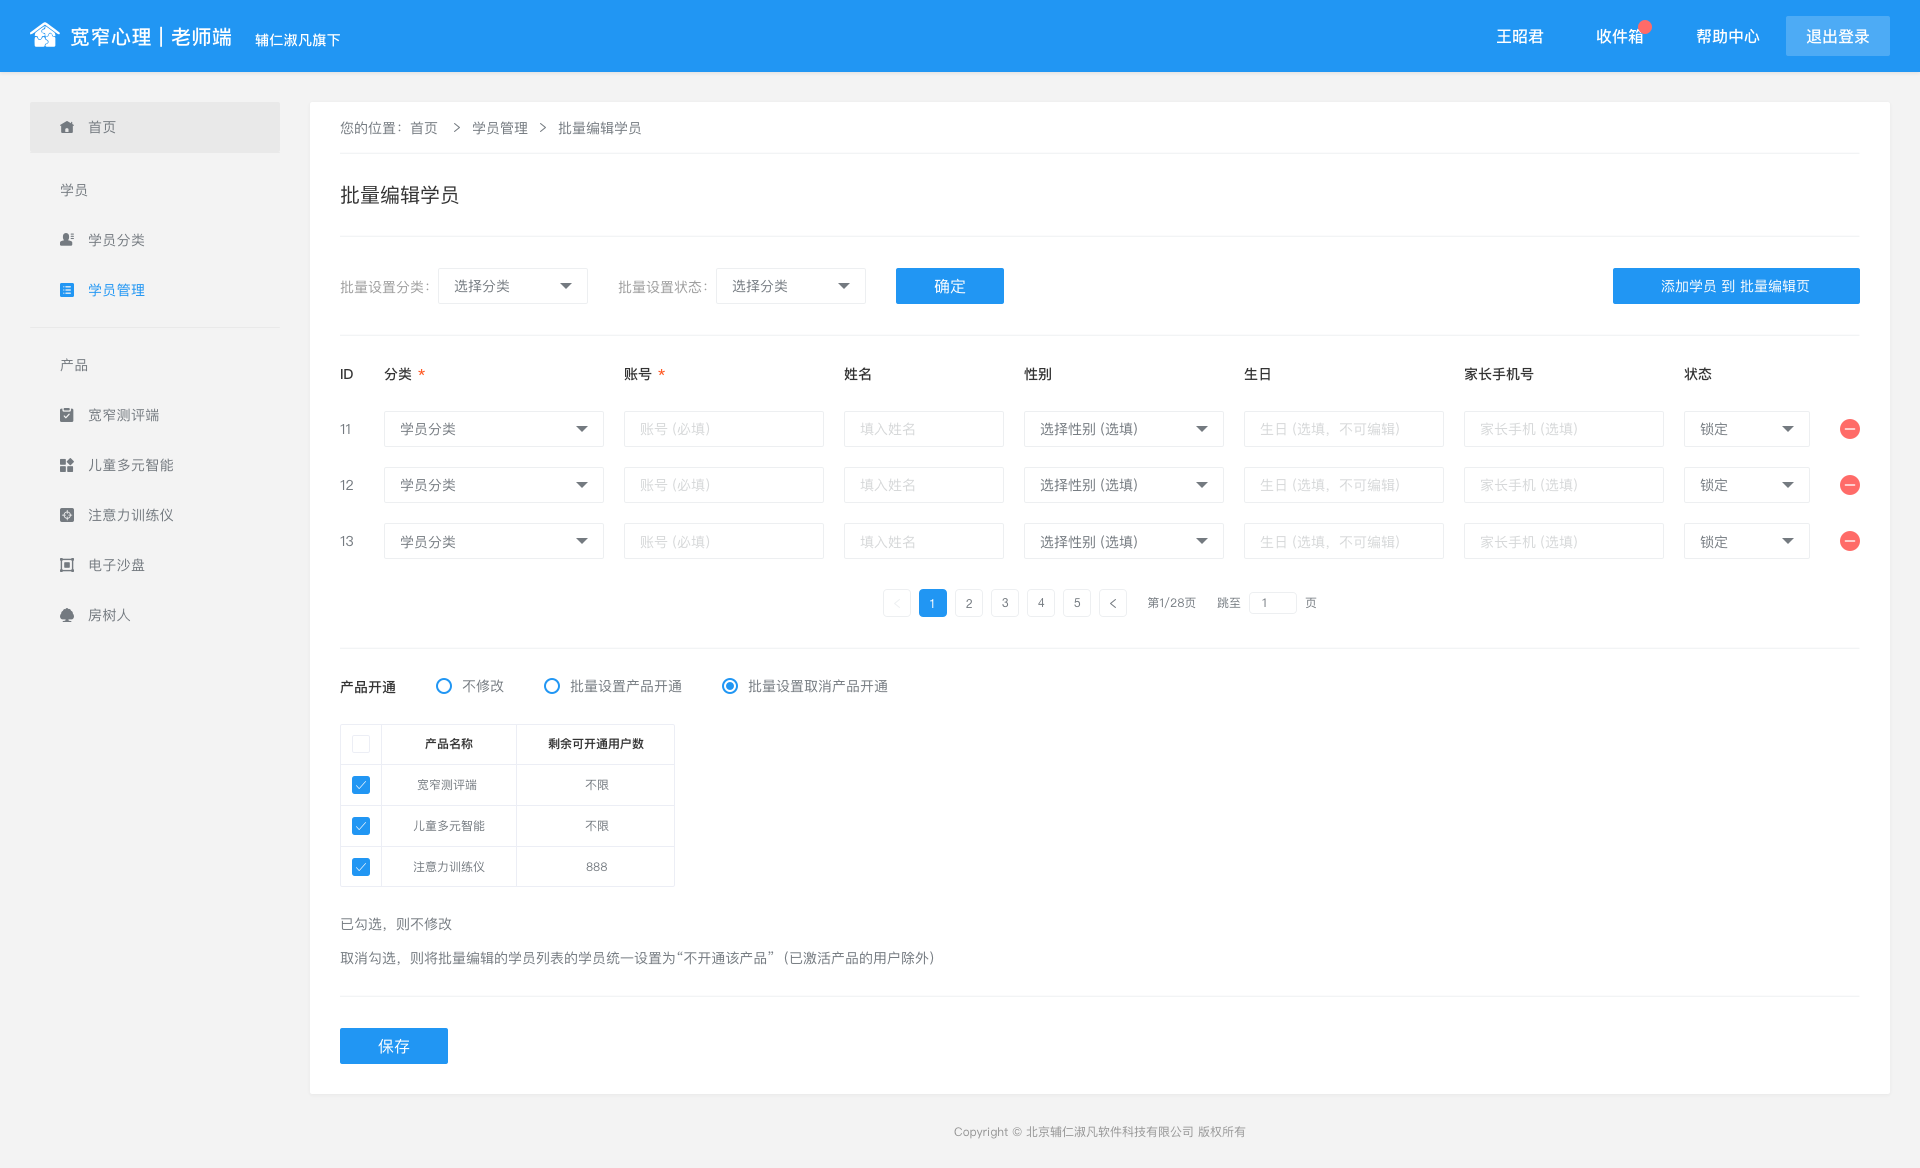 宽窄心理 | 老师端 辅仁淑凡旗下 王昭君 收件箱 帮助中心 退出登录
首页
学员
学员分类
学员管理
产品
宽窄测评端
儿童多元智能
注意力训练仪
电子沙盘
房树人
您的位置：首页 > 学员管理 > 批量编辑学员
批量编辑学员
批量设置分类： 选择分类 批量设置状态： 选择分类 确定 添加学员 到 批量编辑页
ID 分类 * 账号 * 姓名 性别 生日 家长手机号 状态
11 学员分类 账号 (必填) 填入姓名 选择性别 (选填) 生日 (选填，不可编辑) 家长手机 (选填) 锁定
12 学员分类 账号 (必填) 填入姓名 选择性别 (选填) 生日 (选填，不可编辑) 家长手机 (选填) 锁定
13 学员分类 账号 (必填) 填入姓名 选择性别 (选填) 生日 (选填，不可编辑) 家长手机 (选填) 锁定
< 1 2 3 4 5 < 第1/28页 跳至 1 页
产品开通 不修改 批量设置产品开通 批量设置取消产品开通
产品名称 剩余可开通用户数
宽窄测评端 不限
儿童多元智能 不限
注意力训练仪 888
已勾选，则不修改
取消勾选，则将批量编辑的学员列表的学员统一设置为“不开通该产品”（已激活产品的用户除外）
保存
Copyright © 北京辅仁淑凡软件科技有限公司 版权所有